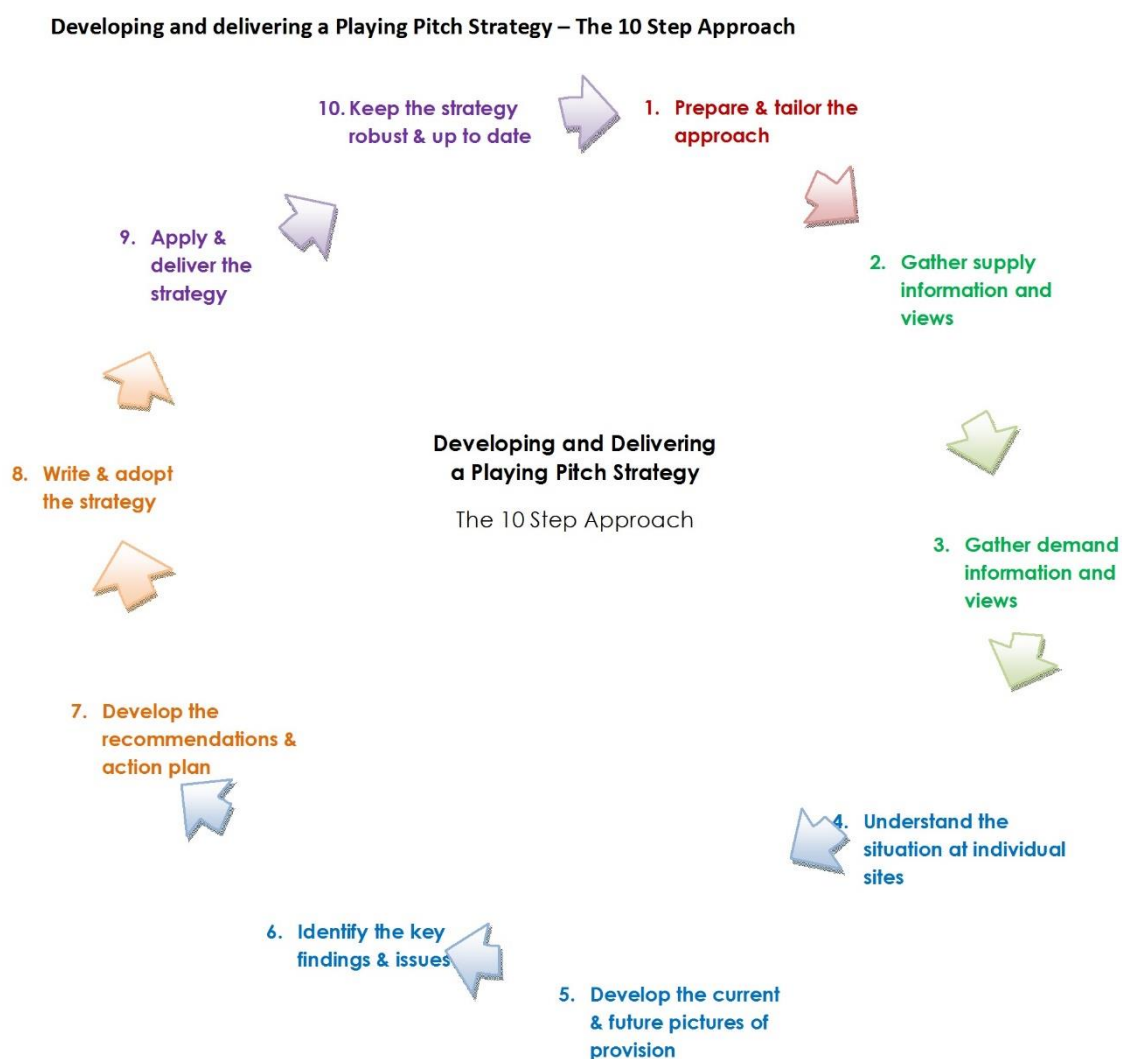 Developing and delivering a Playing Pitch Strategy – The 10 Step Approach
1. Prepare & tailor the
approach
2. Gather supply
information and
views
3. Gather demand
information and
views
4. Understand the
situation at individual
sites
5. Develop the current
& future pictures of
provision
6. Identify the key
findings & issues
7. Develop the
recommendations &
action plan
8. Write & adopt
the strategy
9. Apply &
deliver the
strategy
10. Keep the strategy
robust & up to date
Developing and Delivering
a Playing Pitch Strategy
The 10 Step Approach